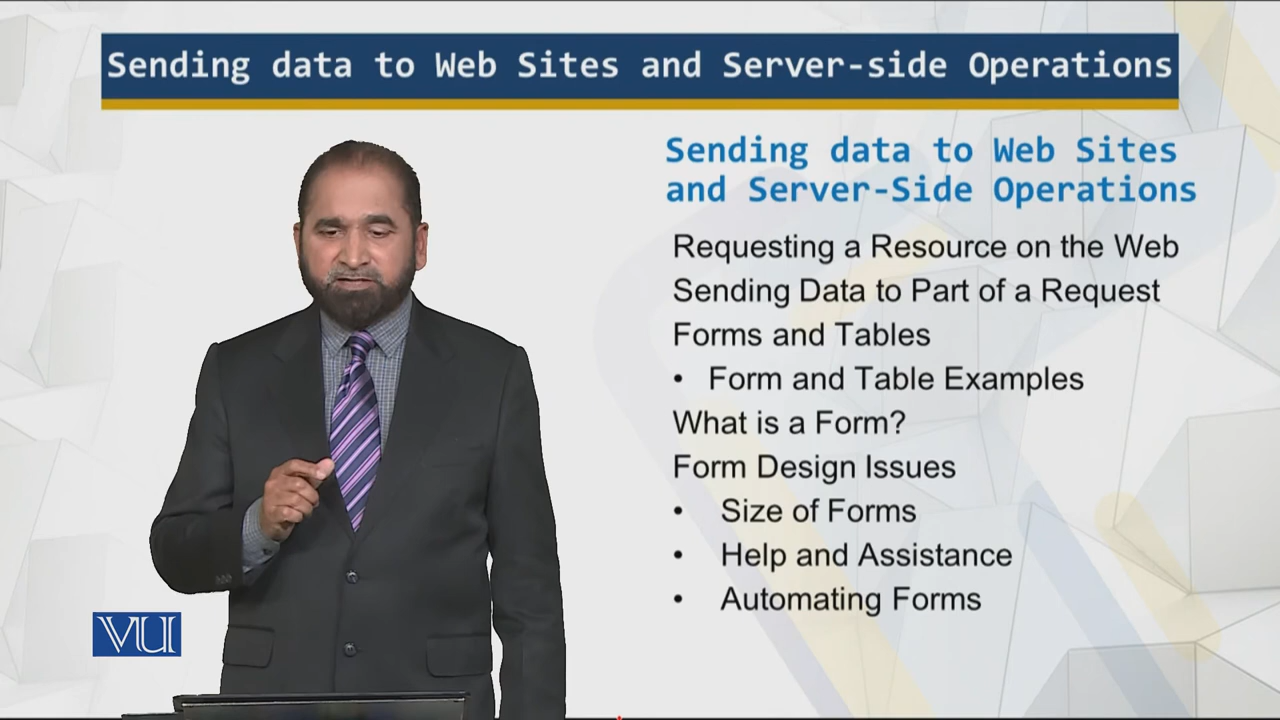 Sending data to Web Sites and Server-side Operations
Sending data to Web Sites
and Server-Side Operations
Requesting a Resource on the Web
Sending Data to Part of a Request
Forms and Tables
• Form and Table Examples
What is a Form?
Form Design Issues
• Size of Forms
• Help and Assistance
• Automating Forms
VU